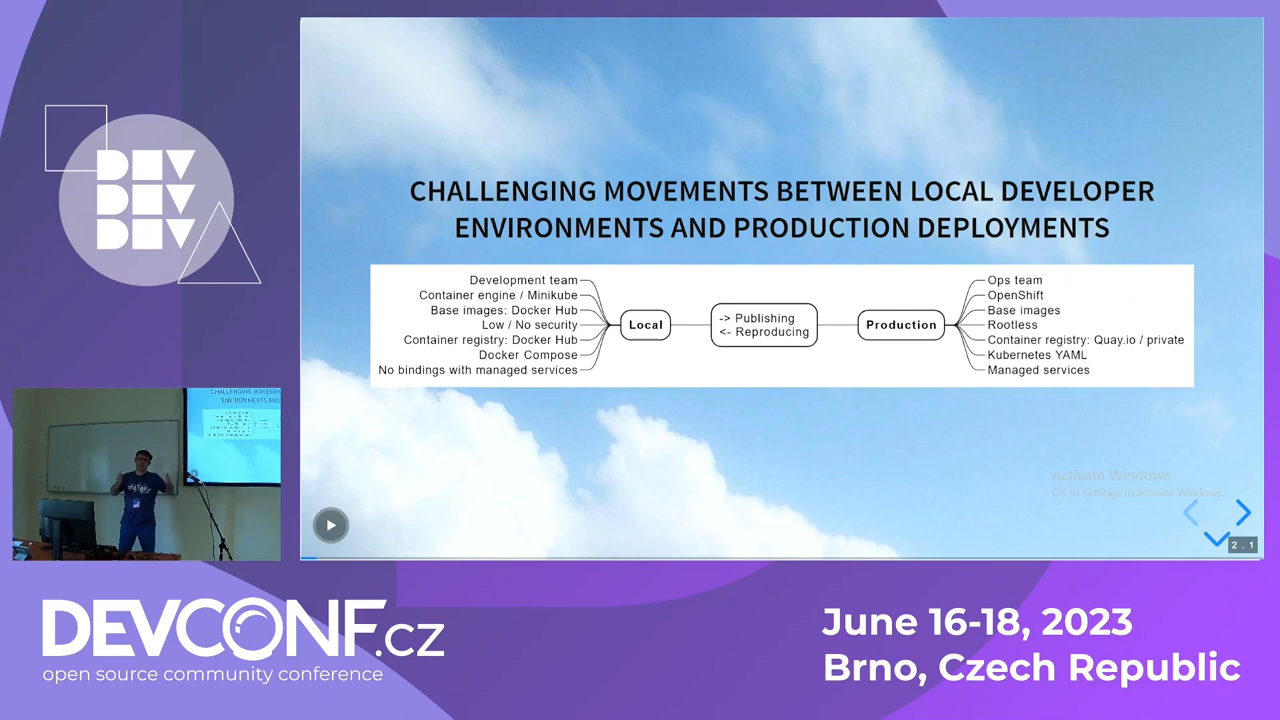 DEV
DEV
DEV
CHALLENGING MOVEMENTS BETWEEN LOCAL DEVELOPER
ENVIRONMENTS AND PRODUCTION DEPLOYMENTS
Development team
Container engine / Minikube
Base images: Docker Hub
Low / No security
Container registry: Docker Hub
Docker Compose
No bindings with managed services
Local
-> Publishing
<- Reproducing
Production
Ops team
OpenShift
Base images
Rootless
Container registry: Quay.io / private
Kubernetes YAML
Managed services
Activate Windows
Go to Settings to activate Windows.
2 . 1
CHALLENGING MOVEMEN
ENVIRONMENTS AND
DEVCONF.cz
open source community conference
June 16-18, 2023
Brno, Czech Republic